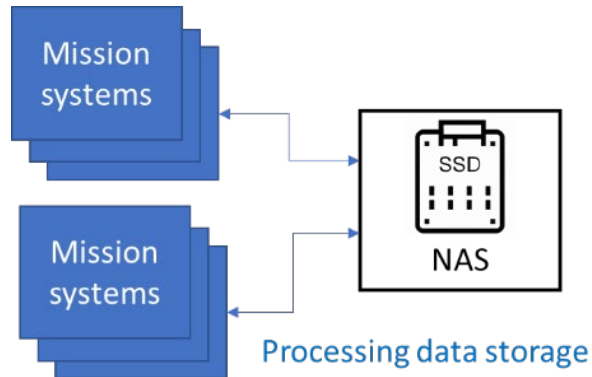 Mission
systems
SSD
NAS
Mission
systems
Processing data storage